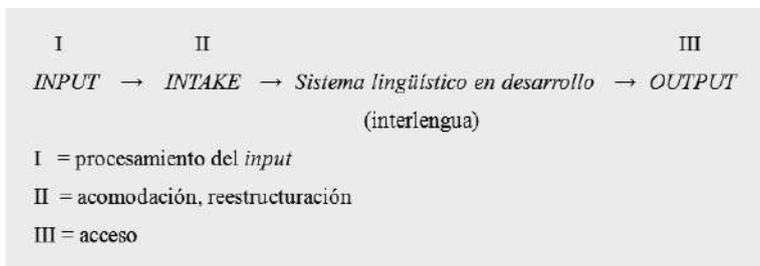 I II III
INPUT → INTAKE → Sistema lingüístico en desarrollo → OUTPUT
(interlengua)
I = procesamiento del input
II = acomodación, reestructuración
III = acceso